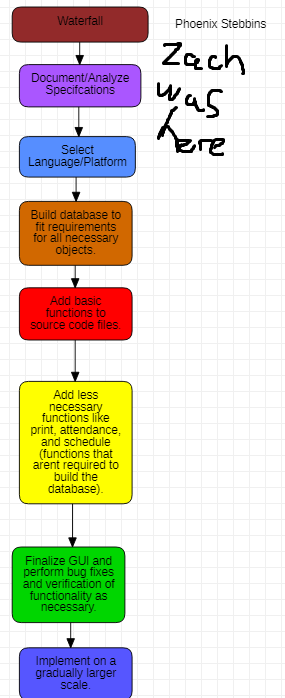 Waterfall
Phoenix Stebbins
Zach
was
here
Document/Analyze
Specifcations
Select
Language/Platform
Build database to
fit requirements
for all necessary
objects.
Add basic
functions to
source code files.
Add less
necessary
functions like
print, attendance,
and schedule
(functions that
arent required to
build the
database).
Finalize GUI and
perform bug fixes
and verification of
functionality as
necessary.
Implement on a
gradually larger
scale.